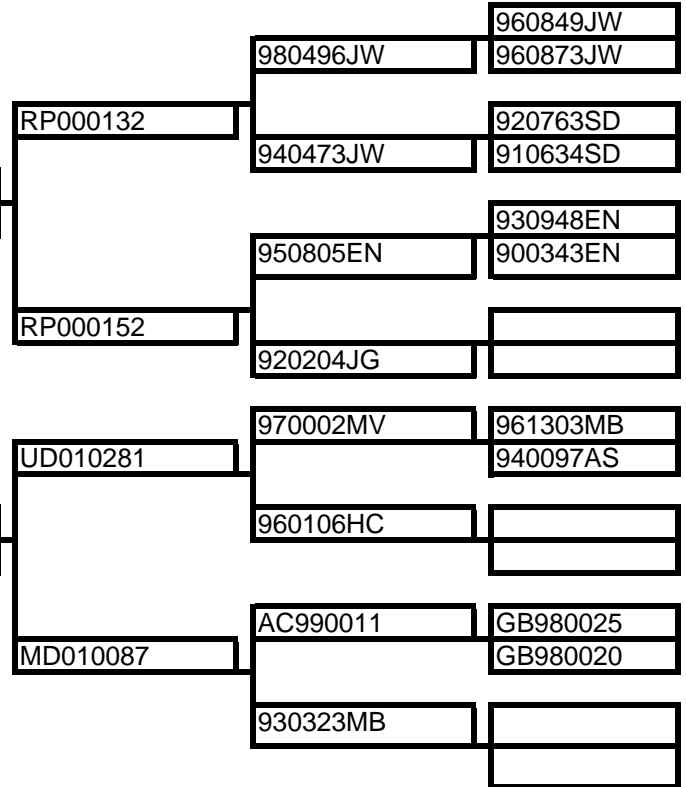 960849JW
980496JW
960873JW
RP000132
920763SD
940473JW
910634SD
930948EN
950805EN
900343EN
RP000152
920204JG
970002MV
961303MB
UD010281
940097AS
960106HC
AC990011
GB980025
MD010087
GB980020
930323MB